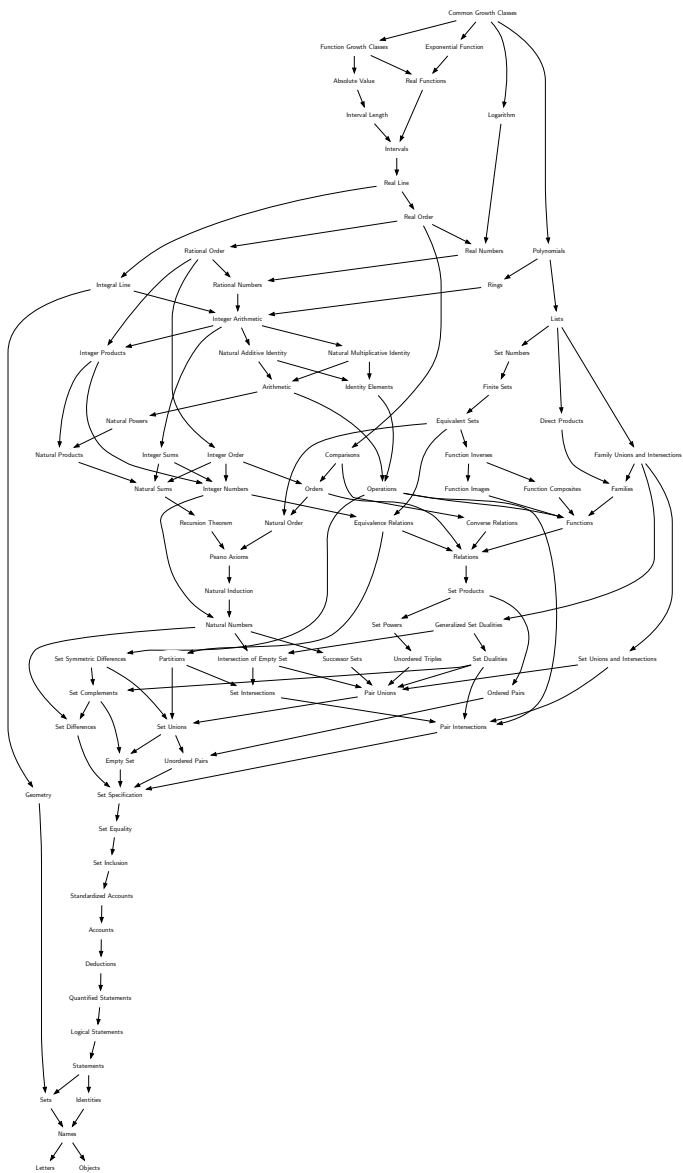 Common Growth Classes
Function Growth Classes
Exponential Function
Absolute Value
Real Functions
Interval Length
Logarithm
Intervals
Real Line
Real Order
Rational Order
Real Numbers
Polynomials
Integral Line
Rational Numbers
Rings
Integer Arithmetic
Lists
Integer Products
Natural Additive Identity
Natural Multiplicative Identity
Set Numbers
Arithmetic
Identity Elements
Finite Sets
Natural Powers
Equivalent Sets
Direct Products
Natural Products
Integer Sums
Integer Order
Comparisons
Function Inverses
Family Unions and Intersections
Natural Sums
Integer Numbers
Orders
Operations
Function Images
Function Composites
Families
Recursion Theorem
Natural Order
Equivalence Relations
Converse Relations
Functions
Peano Axioms
Relations
Natural Induction
Set Products
Natural Numbers
Set Powers
Generalized Set Dualities
Set Symmetric Differences
Partitions
Intersection of Empty Set
Successor Sets
Unordered Triples
Set Dualities
Set Unions and Intersections
Set Complements
Set Intersections
Pair Unions
Ordered Pairs
Set Differences
Set Unions
Pair Intersections
Empty Set
Unordered Pairs
Geometry
Set Specification
Set Equality
Set Inclusion
Standardized Accounts
Accounts
Deductions
Quantified Statements
Logical Statements
Statements
Sets
Identities
Names
Letters
Objects